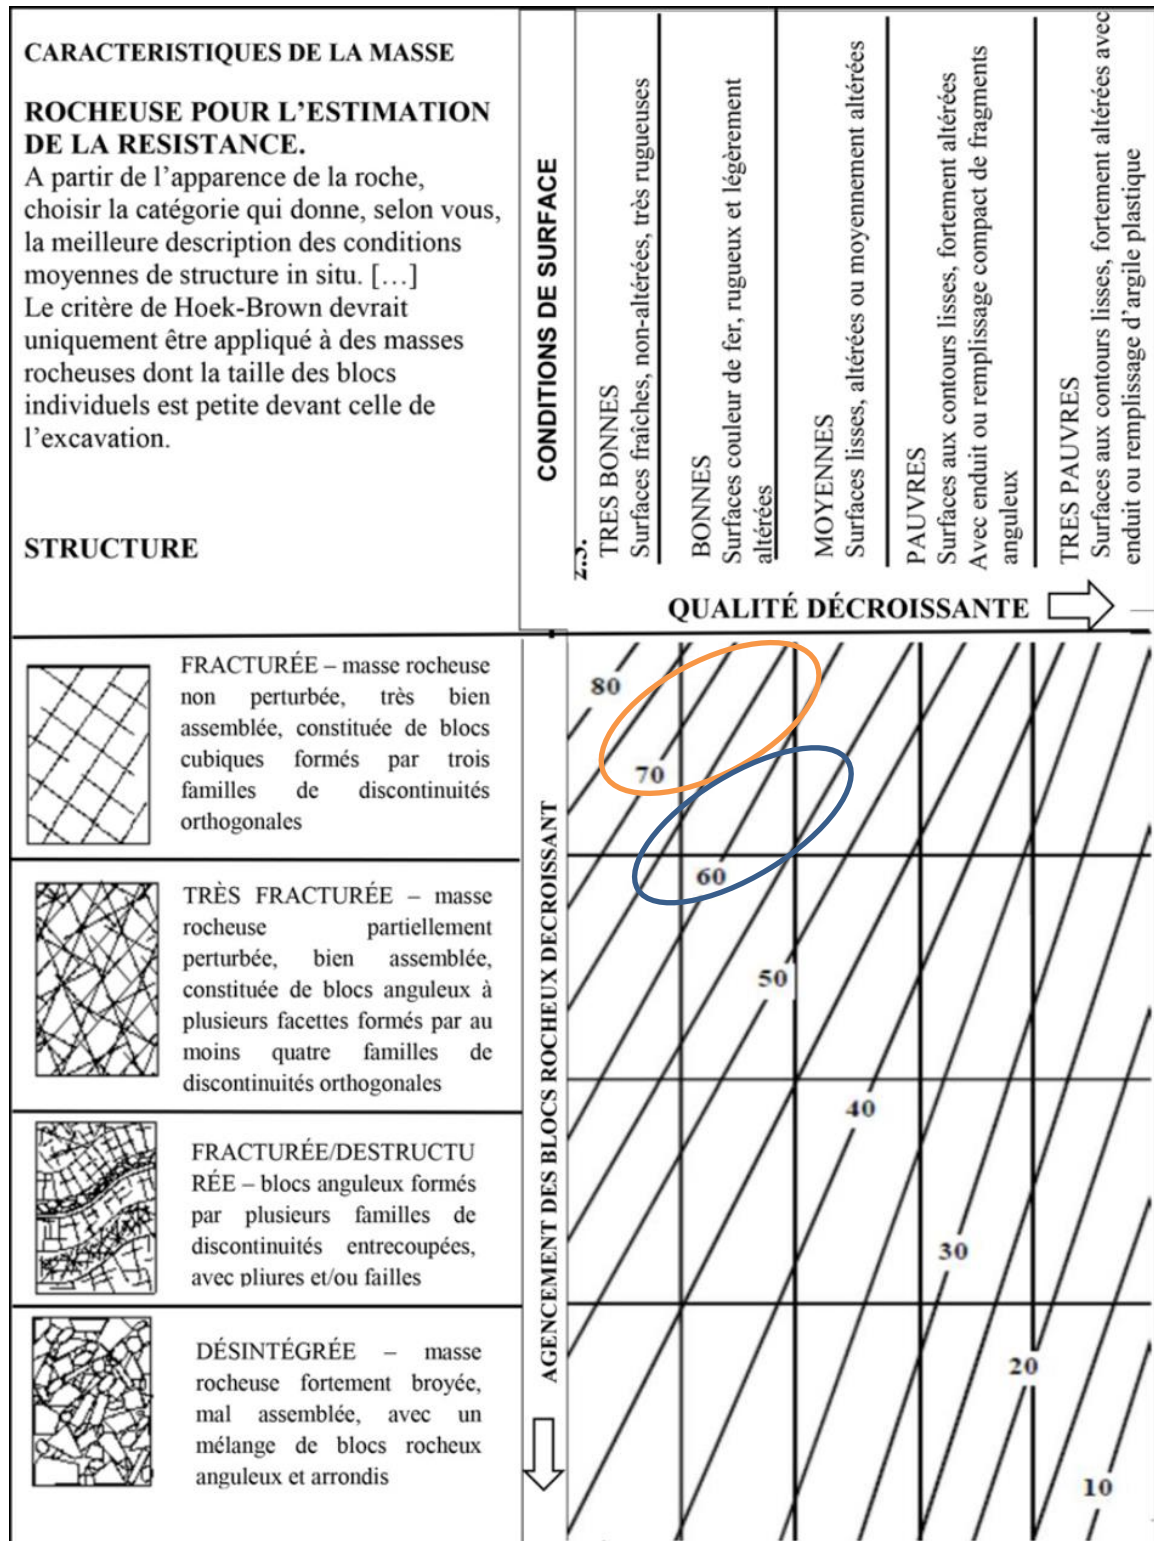 CARACTERISTIQUES DE LA MASSE
ROCHEUSE POUR L’ESTIMATION
DE LA RESISTANCE.
A partir de l’apparence de la roche,
choisir la catégorie qui donne, selon vous,
la meilleure description des conditions
moyennes de structure in situ. […]
Le critère de Hoek-Brown devrait
uniquement être appliqué à des masses
rocheuses dont la taille des blocs
individuels est petite devant celle de
l’excavation.
STRUCTURE
CONDITIONS DE SURFACE
TRES BONNES
Surfaces fraîches, non-altérées, très rugueuses
BONNES
Surfaces couleur de fer, rugueux et légèrement
altérées
MOYENNES
Surfaces lisses, altérées ou moyennement altérées
PAUVRES
Surfaces aux contours lisses, fortement altérées
Avec enduit ou remplissage compact de fragments
anguleux
TRES PAUVRES
Surfaces aux contours lisses, fortement altérées avec
enduit ou remplissage d’argile plastique
QUALITÉ DÉCROISSANTE
FRACTURÉE – masse rocheuse
non perturbée, très bien
assemblée, constituée de blocs
cubiques formés par trois
familles de discontinuités
orthogonales
TRÈS FRACTURÉE – masse
rocheuse partiellement
perturbée, bien assemblée,
constituée de blocs anguleux à
plusieurs facettes formés par au
moins quatre familles de
discontinuités orthogonales
FRACTURÉE/DESTRUCTU
RÉE – blocs anguleux formés
par plusieurs familles de
discontinuités entrecoupées,
avec pliures et/ou failles
DÉSINTÉGRÉE – masse
rocheuse fortement broyée,
mal assemblée, avec un
mélange de blocs rocheux
anguleux et arrondis
AGENCEMENT DES BLOCS ROCHEUX DECROISSANT
80
70
60
50
40
30
20
10